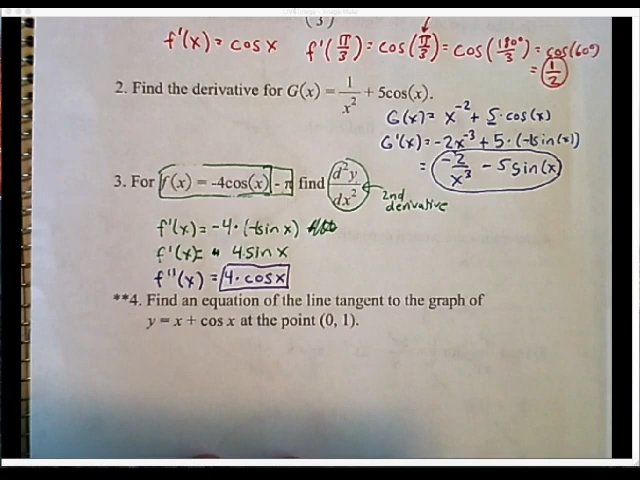 f'(x) = cos x f'(π/3) = cos(π/3) = cos(180°/3) = cos(60°)
= 1/2
2. Find the derivative for G(x) = 1/x² + 5cos(x).
G(x) = x⁻² + 5·cos(x)
G'(x) = -2x⁻³ + 5·(-1sin(x))
= -2/x³ - 5sin(x)
3. For f(x) = -4cos(x) - π find d²y/dx²
2nd derivative
f'(x) = -4·(-1sin x)
f'(x) = 4·sin x
f''(x) = 4·cos x
**4. Find an equation of the line tangent to the graph of
y = x + cos x at the point (0, 1).